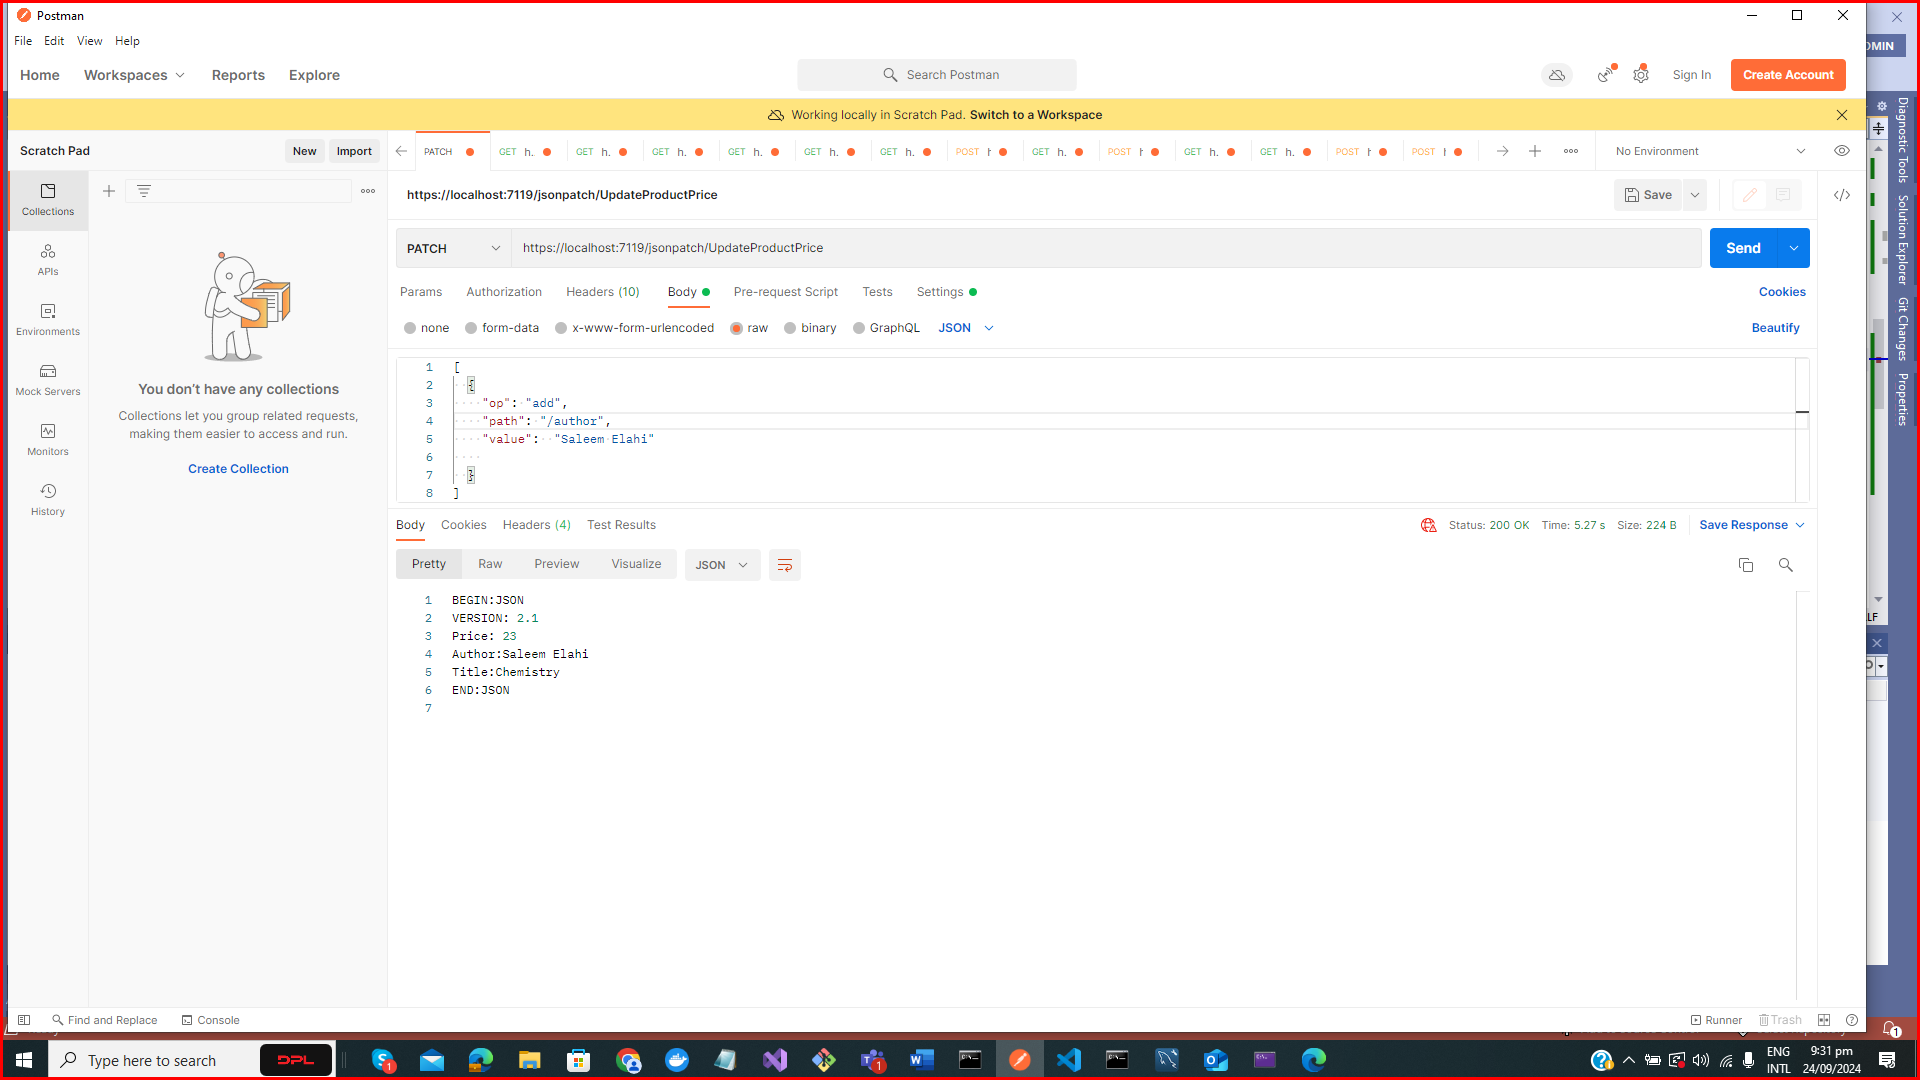 Postman
File Edit View Help
Home Workspaces Reports Explore
Search Postman
Sign In Create Account
DMIN
Working locally in Scratch Pad. Switch to a Workspace
Scratch Pad New Import
PATCH GET h. GET h. GET h. GET h. GET h. GET h. POST GET h. POST GET h. GET h. POST POST
No Environment
Collections
APIs
Environments
Mock Servers
Monitors
History
You don't have any collections
Collections let you group related requests,
making them easier to access and run.
Create Collection
https://localhost:7119/jsonpatch/UpdateProductPrice
Save
PATCH https://localhost:7119/jsonpatch/UpdateProductPrice Send
Params Authorization Headers (10) Body Pre-request Script Tests Settings Cookies
none form-data x-www-form-urlencoded raw binary GraphQL JSON Beautify
1 [
2 {
3 "op": "add",
4 "path": "/author",
5 "value": "Saleem Elahi"
6
7 }
8 ]
Body Cookies Headers (4) Test Results Status: 200 OK Time: 5.27 s Size: 224 B Save Response
Pretty Raw Preview Visualize JSON
1 BEGIN:JSON
2 VERSION: 2.1
3 Price: 23
4 Author:Saleem Elahi
5 Title:Chemistry
6 END:JSON
7
Diagnostic Tools
Solution Explorer
Git Changes
Properties
LF
Find and Replace Console Runner Trash
1
Type here to search
DPL
1
1
ENG
INTL
9:31 pm
24/09/2024